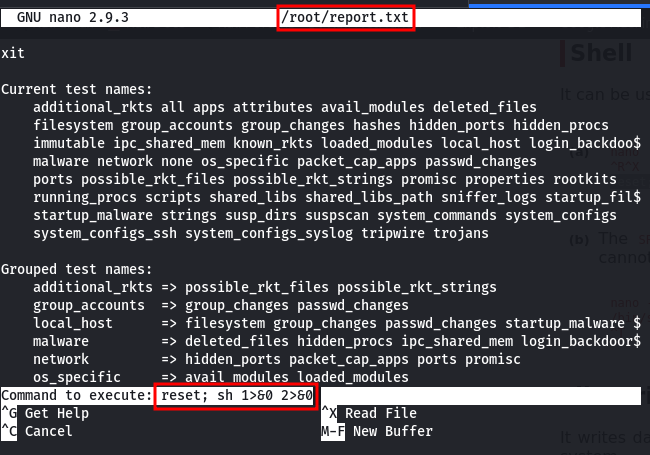 GNU nano 2.9.3 /root/report.txt
xit
Current test names:
additional_rkts all apps attributes avail_modules deleted_files
filesystem group_accounts group_changes hashes hidden_ports hidden_procs
immutable ipc_shared_mem known_rkts loaded_modules local_host login_backdoo$
malware network none os_specific packet_cap_apps passwd_changes
ports possible_rkt_files possible_rkt_strings promisc properties rootkits
running_procs scripts shared_libs shared_libs_path sniffer_logs startup_fil$
startup_malware strings susp_dirs suspscan system_commands system_configs
system_configs_ssh system_configs_syslog tripwire trojans
Grouped test names:
additional_rkts => possible_rkt_files possible_rkt_strings
group_accounts => group_changes passwd_changes
local_host => filesystem group_changes passwd_changes startup_malware $
malware => deleted_files hidden_procs ipc_shared_mem login_backdoor$
network => hidden_ports packet_cap_apps ports promisc
os_specific => avail_modules loaded_modules
Command to execute: reset; sh 1>&0 2>&0
^G Get Help ^X Read File
^C Cancel M-F New Buffer
Shell
It can be us
(b) The s
canno
nano
It writes da